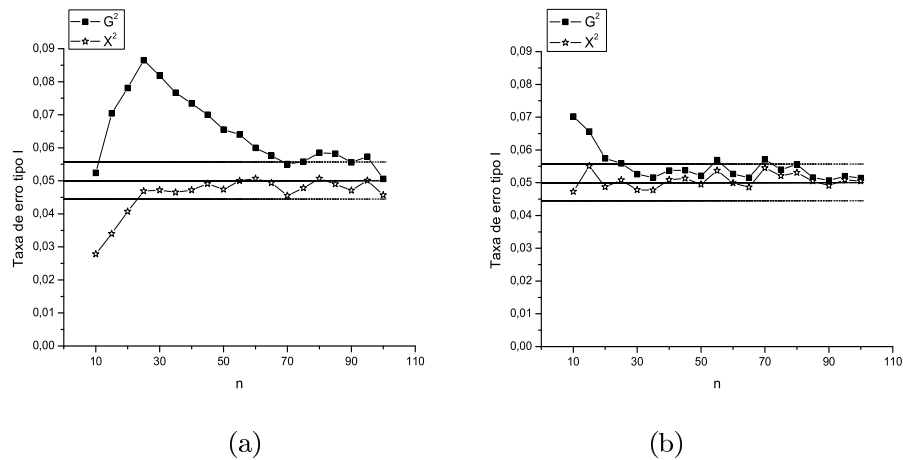 G²
X²
0,09
0,08
0,07
0,06
0,05
0,04
0,03
0,02
0,01
0,00
Taxa de erro tipo I
10 30 50 70 90 110
n
(a)
G²
X²
0,09
0,08
0,07
0,06
0,05
0,04
0,03
0,02
0,01
0,00
Taxa de erro tipo I
10 30 50 70 90 110
n
(b)